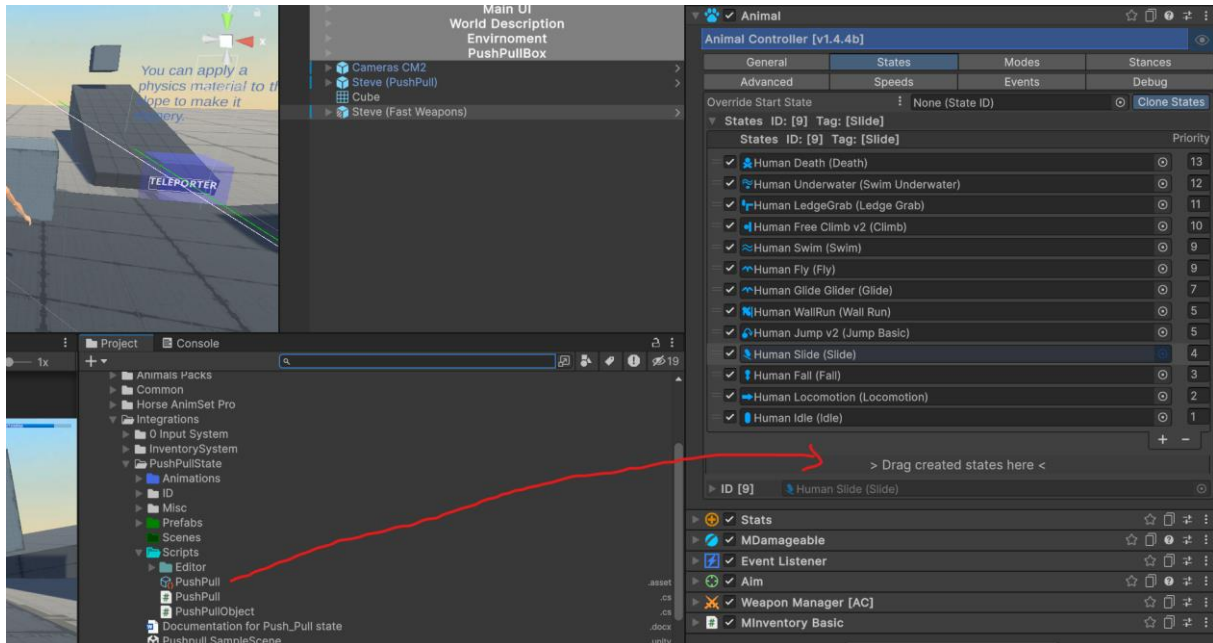 You can apply a
physics material to th
lope to make it
ery.
TELEPORTER
Main UI
World Description
Envirnoment
PushPullBox
Cameras CM2
Steve (PushPull)
Cube
Steve (Fast Weapons)
1x
Project
Console
19
Animals Packs
Common
Horse AnimSet Pro
Integrations
0 Input System
InventorySystem
PushPullState
Animations
ID
Misc
Prefabs
Scenes
Scripts
Editor
PushPull .asset
PushPull .cs
PushPullObject .cs
Documentation for Push_Pull state .docx
Pushpull SampleScene .unity
Animal
Animal Controller [v1.4.4b]
General States Modes Stances
Advanced Speeds Events Debug
Override Start State None (State ID) Clone States
States ID: [9] Tag: [Slide]
States ID: [9] Tag: [Slide] Priority
Human Death (Death) 13
Human Underwater (Swim Underwater) 12
Human LedgeGrab (Ledge Grab) 11
Human Free Climb v2 (Climb) 10
Human Swim (Swim) 9
Human Fly (Fly) 9
Human Glide Glider (Glide) 7
Human WallRun (Wall Run) 5
Human Jump v2 (Jump Basic) 5
Human Slide (Slide) 4
Human Fall (Fall) 3
Human Locomotion (Locomotion) 2
Human Idle (Idle) 1
+ -
> Drag created states here <
ID [9] Human Slide (Slide)
Stats
MDamageable
Event Listener
Aim
Weapon Manager [AC]
MInventory Basic